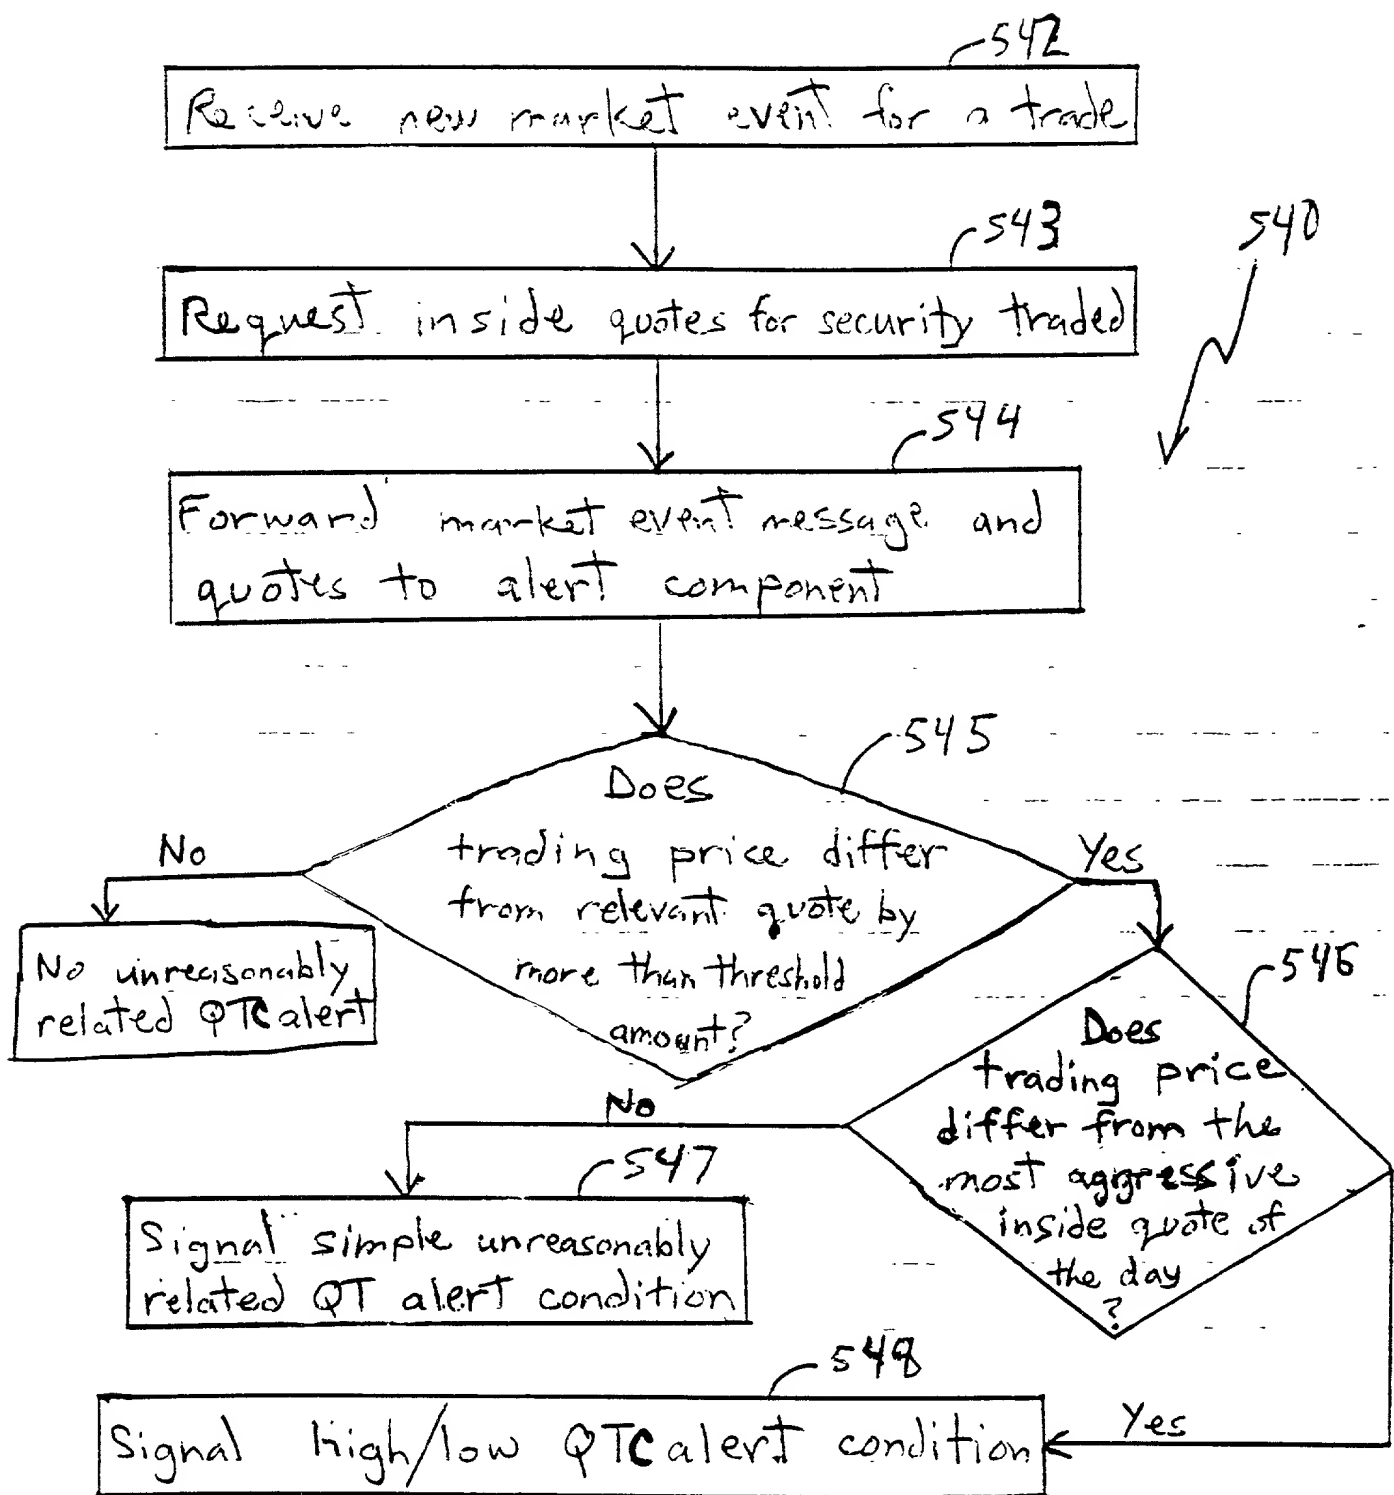 542
Receive new market event for a trade
543
540
Request inside quotes for security traded
544
Forward market event message and
quotes to alert component
545
Does
trading price differ
from relevant quote by
more than threshold
amount?
No
Yes
No unreasonably
related QTC alert
546
Does
trading price
differ from the
most aggressive
inside quote of
the day
?
No
547
Signal simple unreasonably
related QT alert condition
548
Yes
Signal high/low QTC alert condition